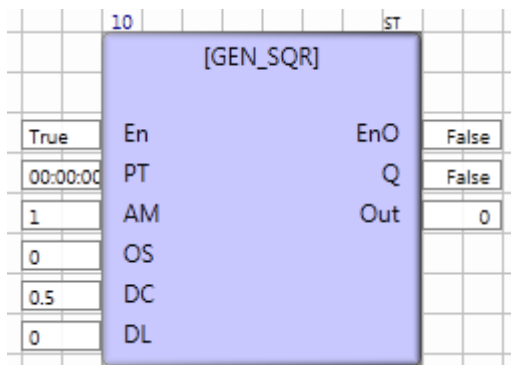 10 ST
[GEN_SQR]
True En EnO False
00:00:00 PT Q False
1 AM Out 0
0 OS
0.5 DC
0 DL